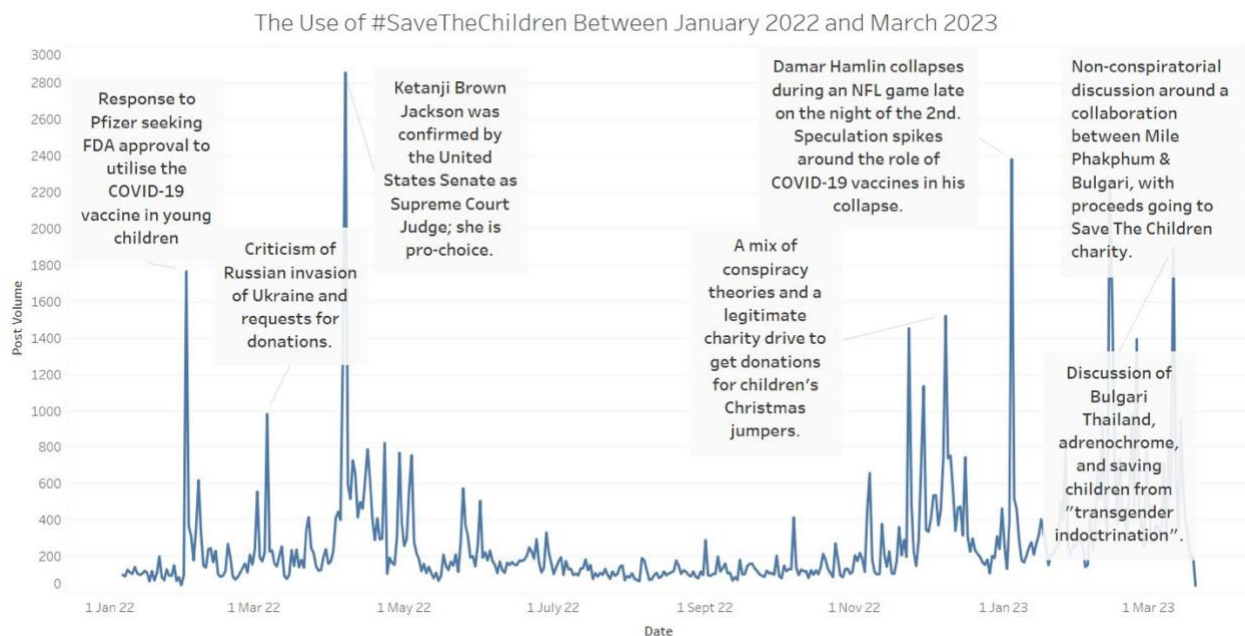 The Use of #SaveTheChildren Between January 2022 and March 2023
3000
2800
2600
2400
2200
2000
1800
1600
1400
1200
1000
800
600
400
200
0
Post Volume
Response to
Pfizer seeking
FDA approval to
utilise the
COVID-19
vaccine in young
children
Criticism of
Russian invasion
of Ukraine and
requests for
donations.
Ketanji Brown
Jackson was
confirmed by
the United
States Senate as
Supreme Court
Judge; she is
pro-choice.
A mix of
conspiracy
theories and a
legitimate
charity drive to
get donations
for children's
Christmas
jumpers.
Damar Hamlin collapses
during an NFL game late
on the night of the 2nd.
Speculation spikes
around the role of
COVID-19 vaccines in his
collapse.
Non-conspiratorial
discussion around a
collaboration
between Mile
Phakphum &
Bulgari, with
proceeds going to
Save The Children
charity.
Discussion of
Bulgari
Thailand,
adrenochrome,
and saving
children from
"transgender
indoctrination".
1 Jan 22
1 Mar 22
1 May 22
1 July 22
1 Sept 22
1 Nov 22
1 Jan 23
1 Mar 23
Date